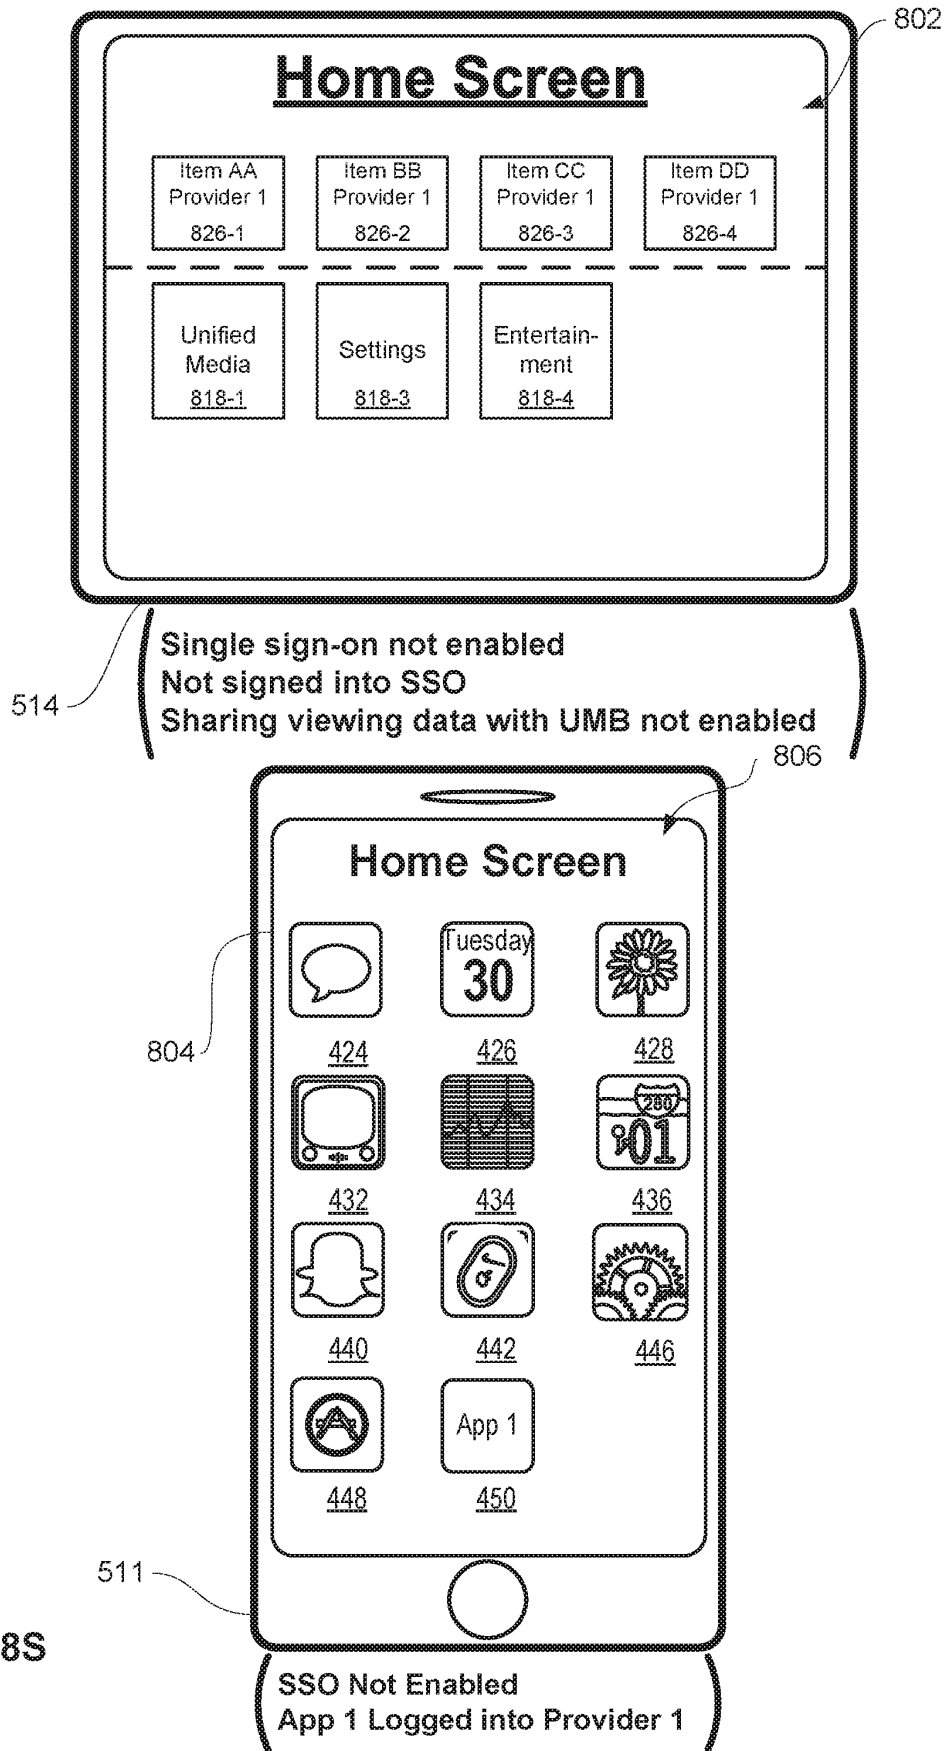 802
Home Screen
Item AA Item BB Item CC Item DD
Provider 1 Provider 1 Provider 1 Provider 1
826-1 826-2 826-3 826-4
Unified Media 818-1
Settings 818-3
Entertain-
ment
818-4
514
Single sign-on not enabled
Not signed into SSO
Sharing viewing data with UMB not enabled
806
Home Screen
Tuesday
30
804
424 426 428
280
01
432 434 436
440 442 446
App 1
448 450
511
8S
SSO Not Enabled
App 1 Logged into Provider 1